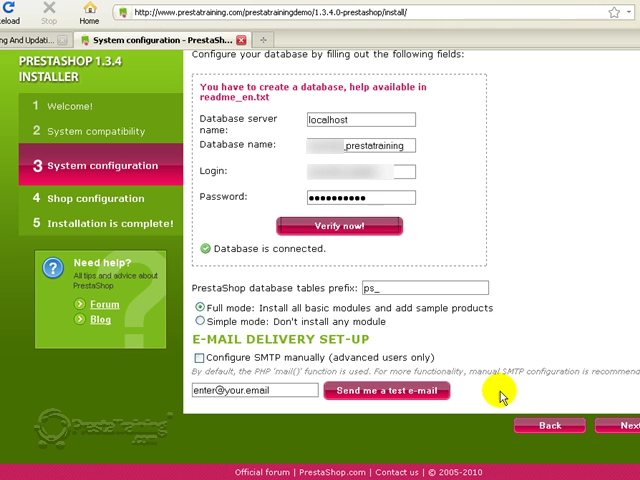 eload
Stop
Home
http://www.prestatraining.com/prestatrainingdemo/1.3.4.0-prestashop/install/
ng And Updati...
System configuration - PrestaSh...
PRESTASHOP 1.3.4
INSTALLER
1 Welcome!
2 System compatibility
3 System configuration
4 Shop configuration
5 Installation is complete!
Need help?
All tips and advice about
PrestaShop
Forum
Blog
PrestaTraining
.com
Configure your database by filling out the following fields:
You have to create a database, help available in
readme_en.txt
Database server
name:
localhost
Database name:
_prestatraining
Login:
Password:
Verify now!
Database is connected.
PrestaShop database tables prefix:
ps_
Full mode: Install all basic modules and add sample products
Simple mode: Don't install any module
E-MAIL DELIVERY SET-UP
Configure SMTP manually (advanced users only)
By default, the PHP 'mail()' function is used. For more functionality, manual SMTP configuration is recommen
enter@your.email
Send me a test e-mail
Back
Next
Official forum | PrestaShop.com | Contact us | © 2005-2010